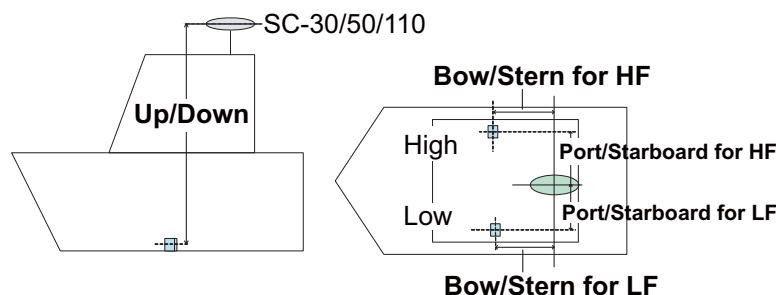 SC-30/50/110
Up/Down
Bow/Stern for HF
High
Port/Starboard for HF
Low
Port/Starboard for LF
Bow/Stern for LF